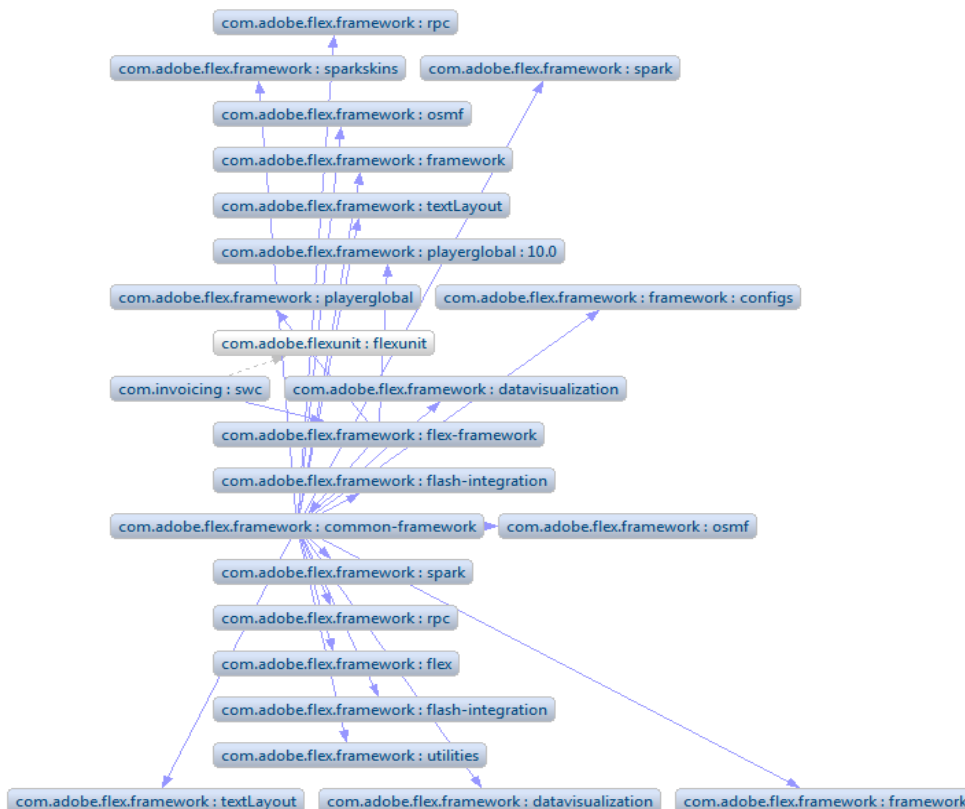 com.adobe.flex.framework : rpc
com.adobe.flex.framework : sparkskins
com.adobe.flex.framework : spark
com.adobe.flex.framework : osmf
com.adobe.flex.framework : framework
com.adobe.flex.framework : textLayout
com.adobe.flex.framework : playerglobal : 10.0
com.adobe.flex.framework : playerglobal
com.adobe.flex.framework : framework : configs
com.adobe.flexunit : flexunit
com.invoicing : swc
com.adobe.flex.framework : datavisualization
com.adobe.flex.framework : flex-framework
com.adobe.flex.framework : flash-integration
com.adobe.flex.framework : common-framework
com.adobe.flex.framework : osmf
com.adobe.flex.framework : spark
com.adobe.flex.framework : rpc
com.adobe.flex.framework : flex
com.adobe.flex.framework : flash-integration
com.adobe.flex.framework : utilities
com.adobe.flex.framework : textLayout
com.adobe.flex.framework : datavisualization
com.adobe.flex.framework : framework